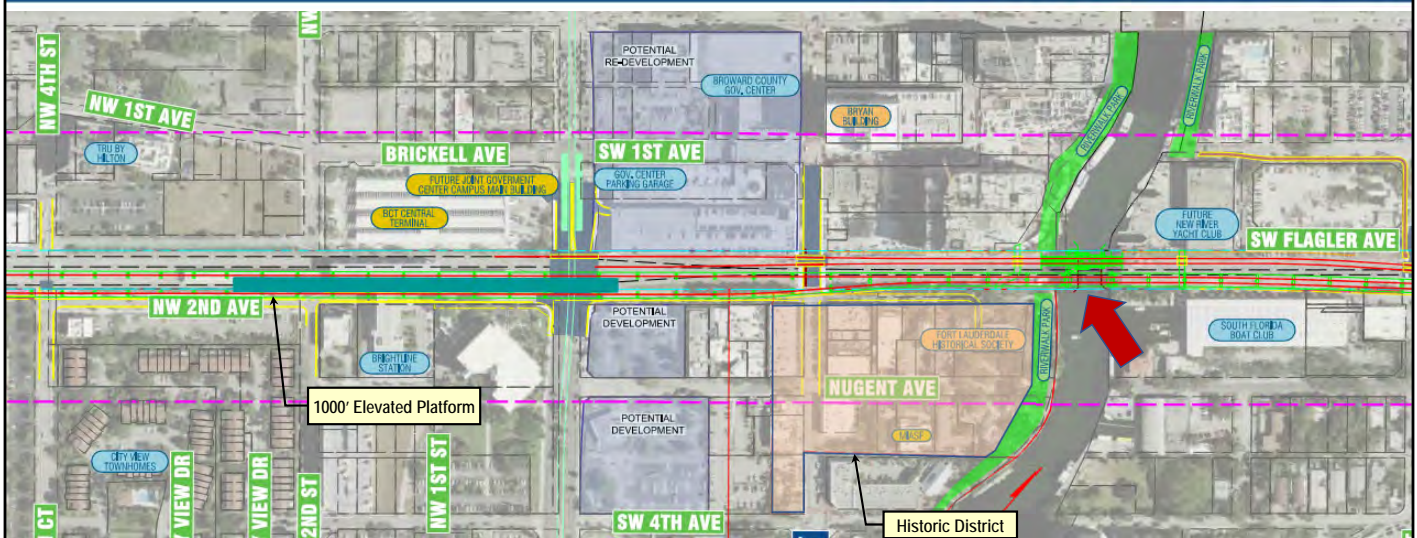 NW
NW 4TH ST
NW 1ST AVE
TRU BY
HILTON
BRICKELL AVE
FUTURE JOINT GOVERMENT
CENTER CAMPUS MAIN BUILDING
BCT CENTRAL
TERMINAL
POTENTIAL
RE-DEVELOPMENT
BROWARD COUNTY
GOV. CENTER
SW 1ST AVE
GOV. CENTER
PARKING GARAGE
BRYAN
BUILDING
RIVERWALK PARK
RIVERWALK PARK
FUTURE
NEW RIVER
YACHT CLUB
SW FLAGLER AVE
NW 2ND AVE
BRIGHTLINE
STATION
POTENTIAL
DEVELOPMENT
FORT LAUDERDALE
HISTORICAL SOCIETY
RIVERWALK PARK
SOUTH FLORIDA
BOAT CLUB
1000' Elevated Platform
NUGENT AVE
POTENTIAL
DEVELOPMENT
MIASF
CITY VIEW
TOWNHOMES
CT
VIEW DR
VIEW DR
2ND ST
NW 1ST ST
SW 4TH AVE
Historic District